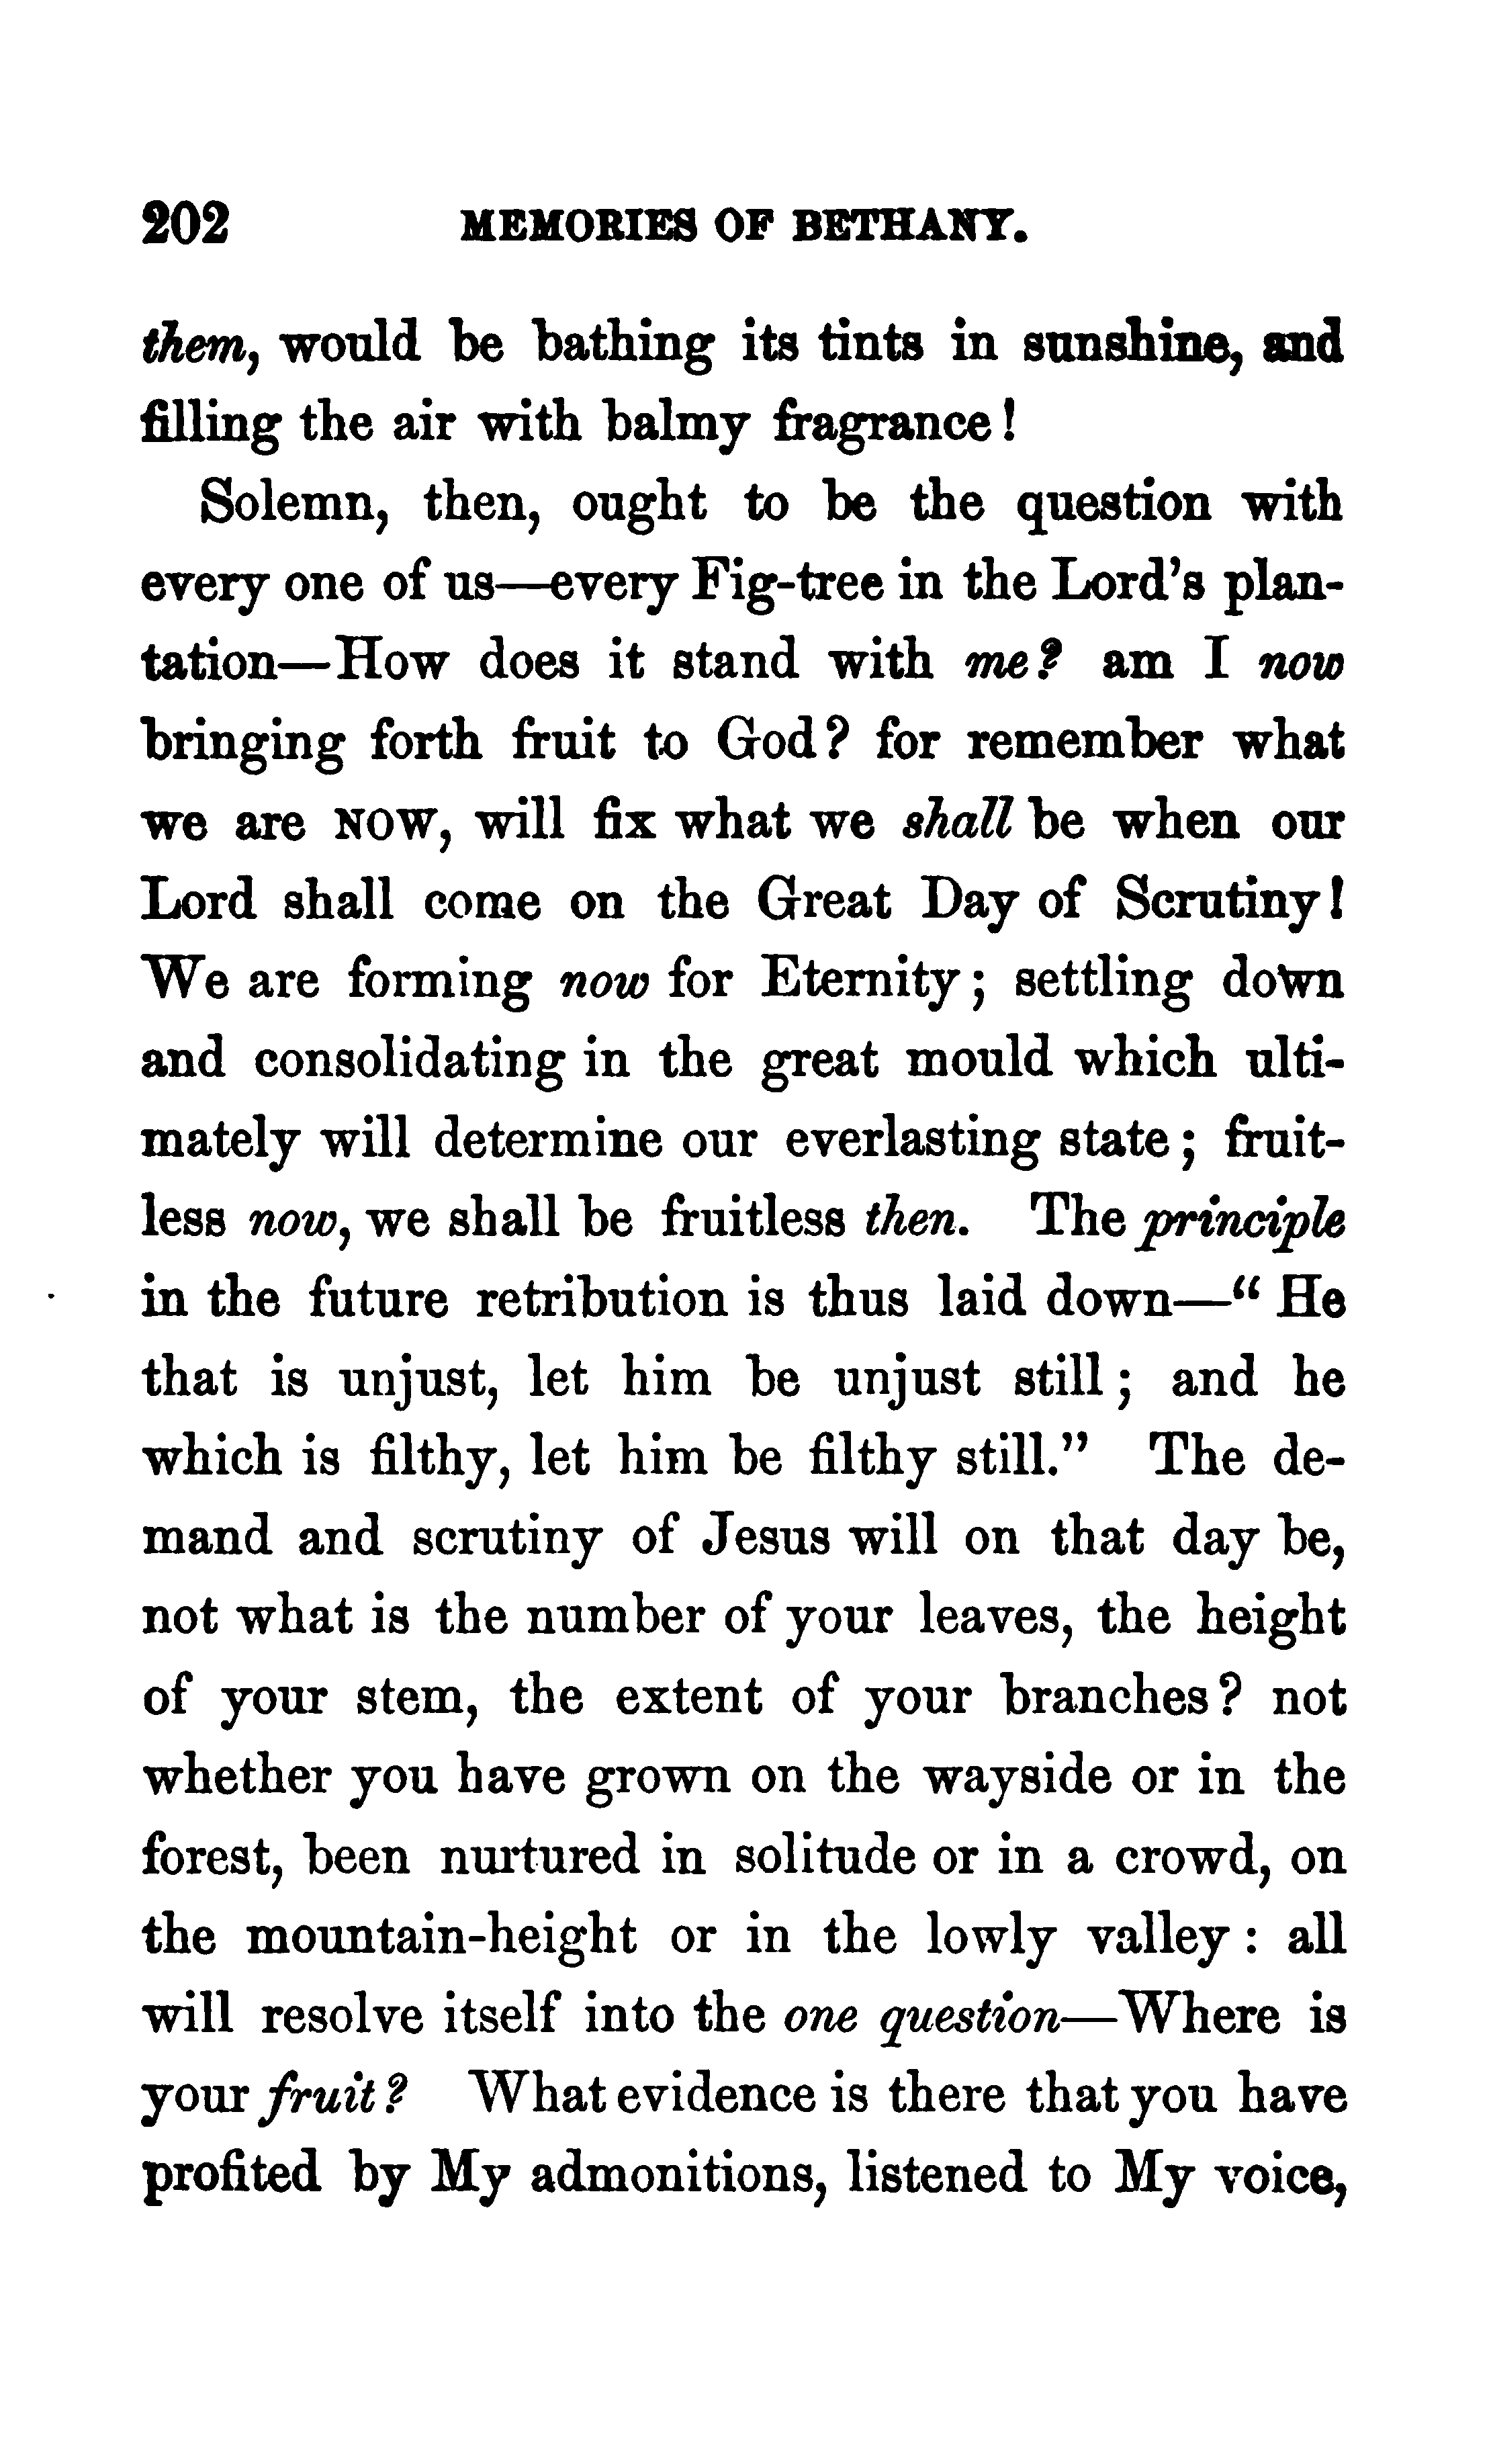 202 MEMORIES OF BETHANY.
them, would be bathing its tints in sunshine, and
filling the air with balmy fragrance!
Solemn, then, ought to be the question with
every one of us—every Fig-tree in the Lord's plan-
tation—How does it stand with me? am I now
bringing forth fruit to God? for remember what
we are NOW, will fix what we shall be when our
Lord shall come on the Great Day of Scrutiny!
We are forming now for Eternity; settling down
and consolidating in the great mould which ulti-
mately will determine our everlasting state; fruit-
less now, we shall be fruitless then. The principle
in the future retribution is thus laid down—“He
that is unjust, let him be unjust still; and he
which is filthy, let him be filthy still.” The de-
mand and scrutiny of Jesus will on that day be,
not what is the number of your leaves, the height
of your stem, the extent of your branches? not
whether you have grown on the wayside or in the
forest, been nurtured in solitude or in a crowd, on
the mountain-height or in the lowly valley: all
will resolve itself into the one question—Where is
your fruit? What evidence is there that you have
profited by My admonitions, listened to My voice,